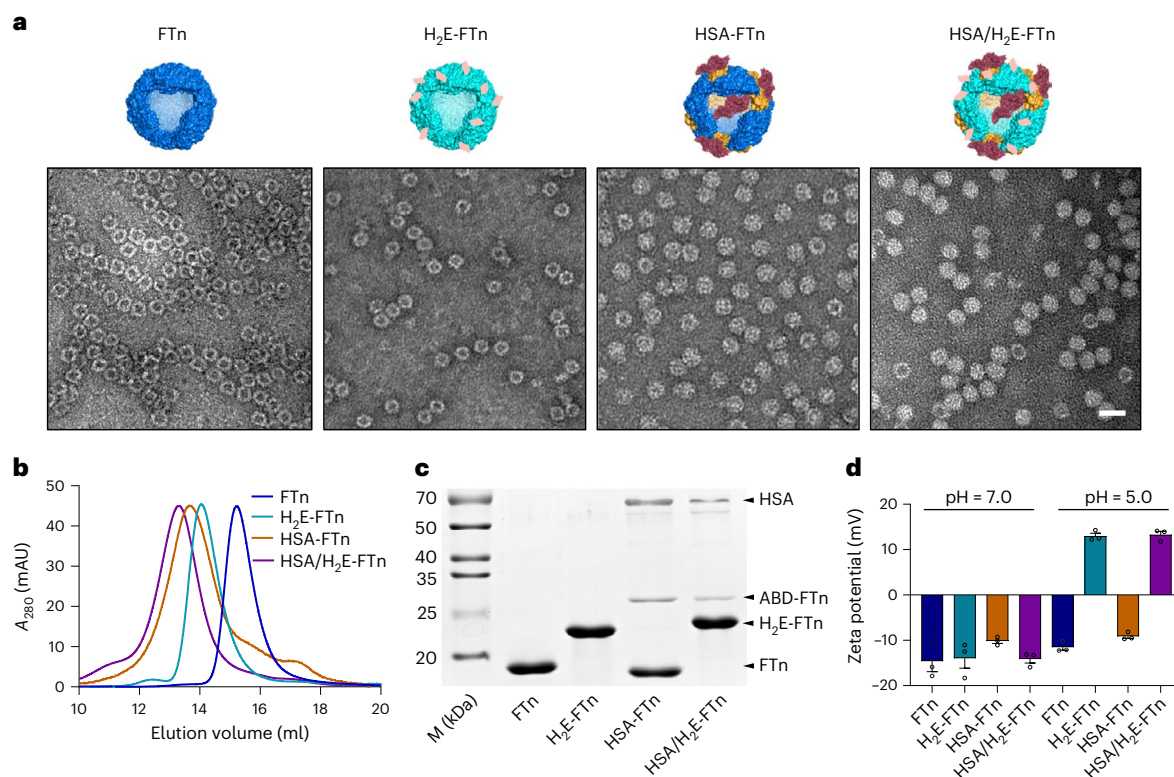 a
FTn
H₂E-FTn
HSA-FTn
HSA/H₂E-FTn
b
50
40
30
20
10
0
A₂₈₀ (mAU)
10
12
14
16
18
20
Elution volume (ml)
FTn
H₂E-FTn
HSA-FTn
HSA/H₂E-FTn
c
70
50
40
35
25
20
HSA
ABD-FTn
H₂E-FTn
FTn
M (kDa)
FTn
H₂E-FTn
HSA-FTn
HSA/H₂E-FTn
d
pH = 7.0
pH = 5.0
20
10
0
−10
−20
Zeta potential (mV)
FTn
H₂E-FTn
HSA-FTn
HSA/H₂E-FTn
FTn
H₂E-FTn
HSA-FTn
HSA/H₂E-FTn